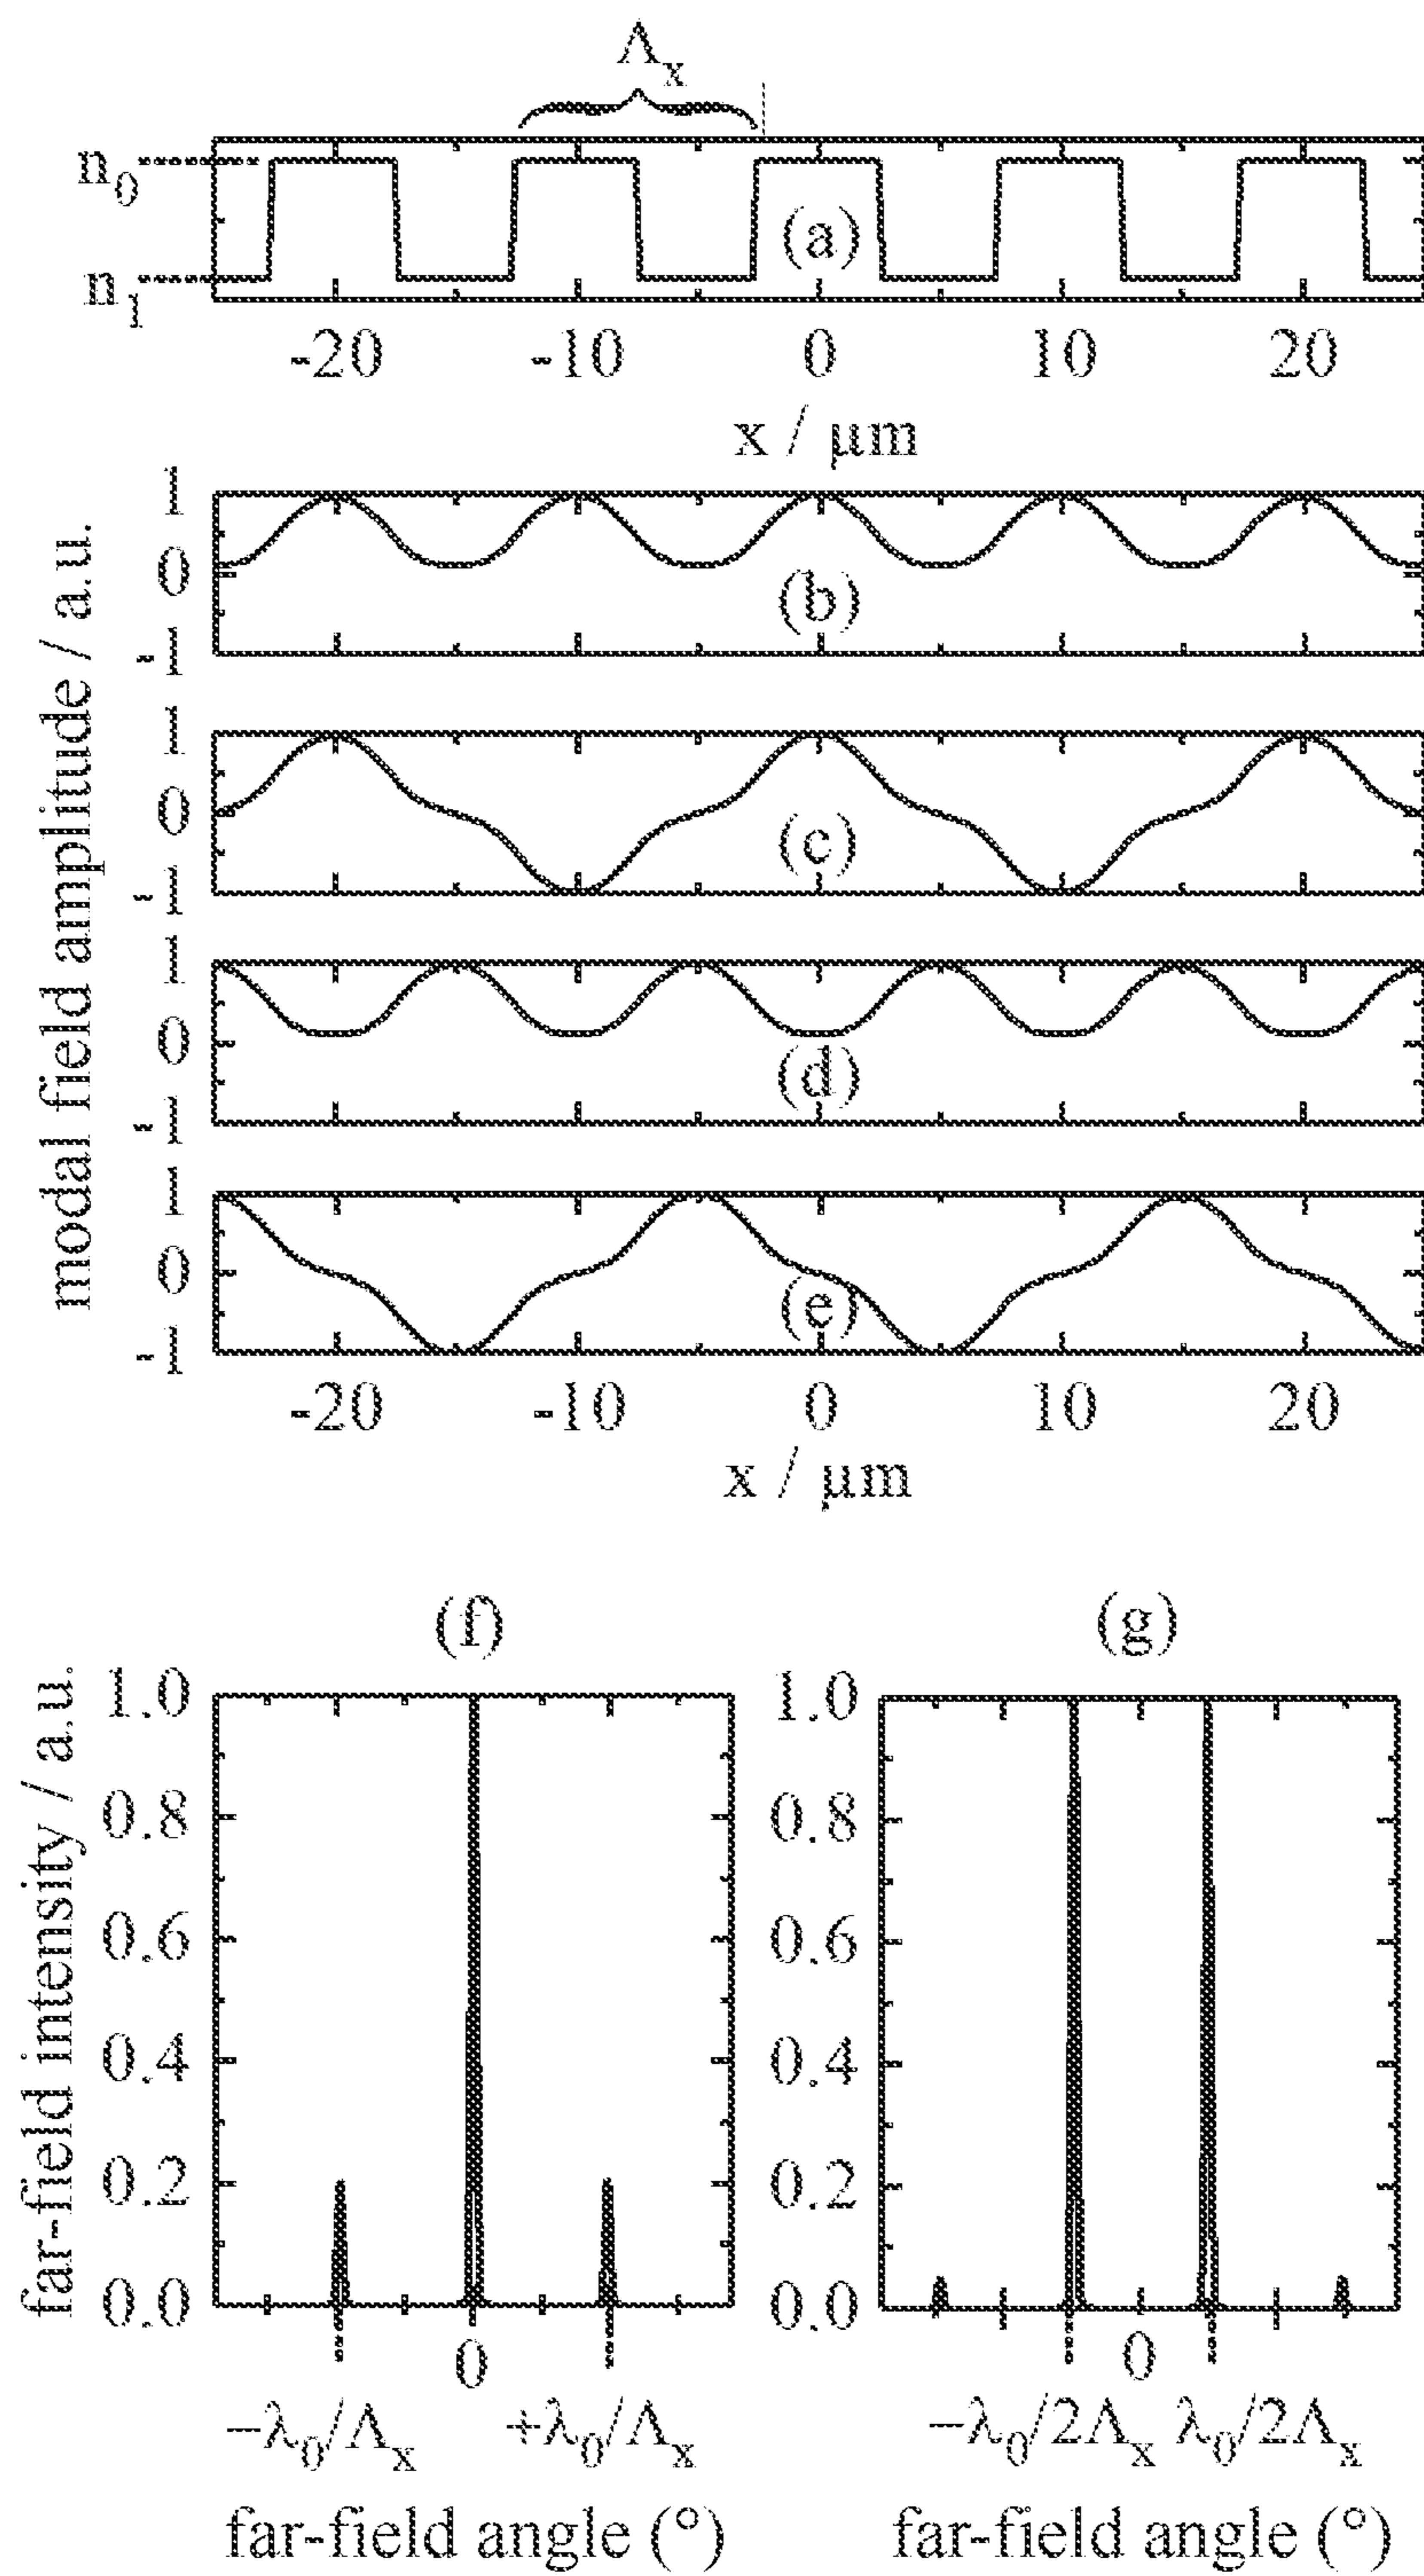 Λx
n0
n1
(a)
-20 -10 0 10 20
x / μm
modal field amplitude / a.u.
1
0
-1
(b)
1
0
-1
(c)
1
0
-1
(d)
1
0
-1
(e)
-20 -10 0 10 20
x / μm
(f)
far-field intensity / a.u.
1.0
0.8
0.6
0.4
0.2
0.0
0
−λ0/Λx +λ0/Λx
far-field angle (°)
(g)
1.0
0.8
0.6
0.4
0.2
0.0
0
−λ0/2Λx λ0/2Λx
far-field angle (°)